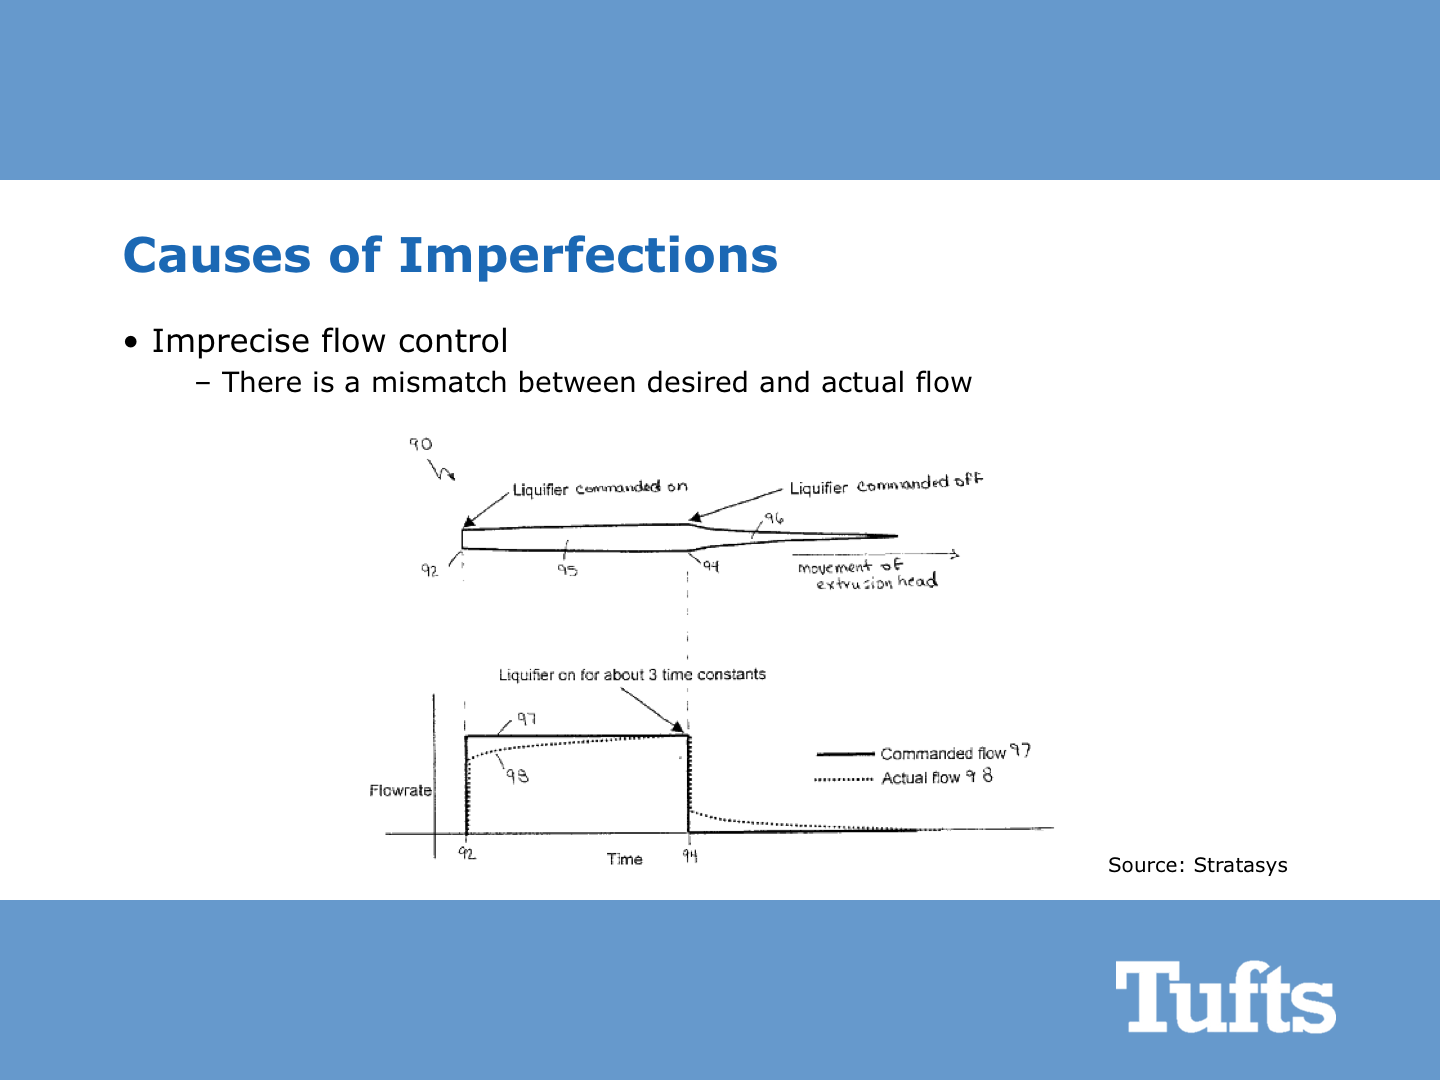 Causes of Imperfections
• Imprecise flow control
– There is a mismatch between desired and actual flow
90
Liquifier commanded on
Liquifier commanded off
96
92
95
94
movement of
extrusion head
Liquifier on for about 3 time constants
97
98
Flowrate
Commanded flow 97
Actual flow 98
92
Time
94
Source: Stratasys
Tufts